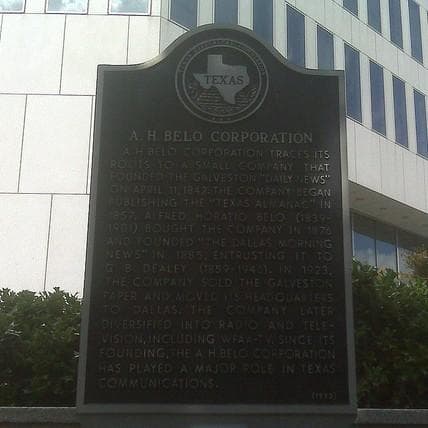 TEXAS
A. H. BELO CORPORATION
A. H. BELO CORPORATION TRACES ITS
ROOTS TO A SMALL COMPANY THAT
FOUNDED THE GALVESTON "DAILY NEWS"
ON APRIL 11, 1842. THE COMPANY BEGAN
PUBLISHING THE "TEXAS ALMANAC" IN
1857. ALFRED HORATIO BELO (1839-
1901) BOUGHT THE COMPANY IN 1876
AND FOUNDED "THE DALLAS MORNING
NEWS" IN 1885, ENTRUSTING IT TO
G. B. DEALEY (1859-1946). IN 1923,
THE COMPANY SOLD THE GALVESTON
PAPER AND MOVED ITS HEADQUARTERS
TO DALLAS. THE COMPANY LATER
DIVERSIFIED INTO RADIO AND TELE-
VISION, INCLUDING WFAA-TV. SINCE ITS
FOUNDING, THE A. H. BELO CORPORATION
HAS PLAYED A MAJOR ROLE IN TEXAS
COMMUNICATIONS.